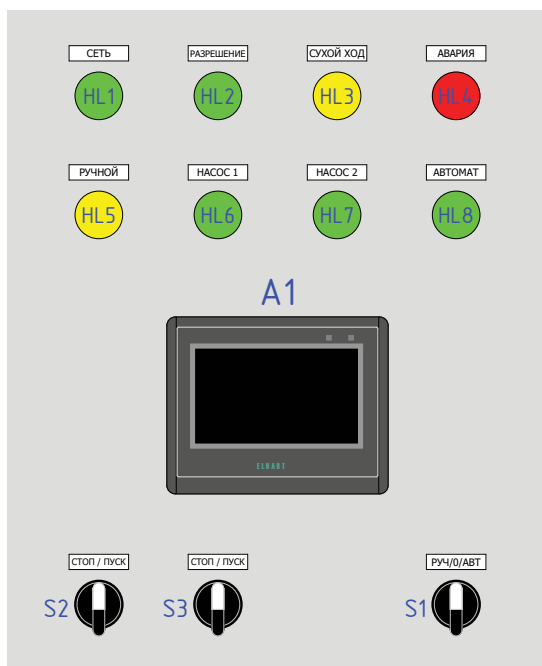 СЕТЬ РАЗРЕШЕНИЕ СУХОЙ ХОД АВАРИЯ
HL1 HL2 HL3 HL4
РУЧНОЙ НАСОС 1 НАСОС 2 АВТОМАТ
HL5 HL6 HL7 HL8
A1
ELHART
СТОП / ПУСК СТОП / ПУСК РУЧ/0/АВТ
S2 S3 S1